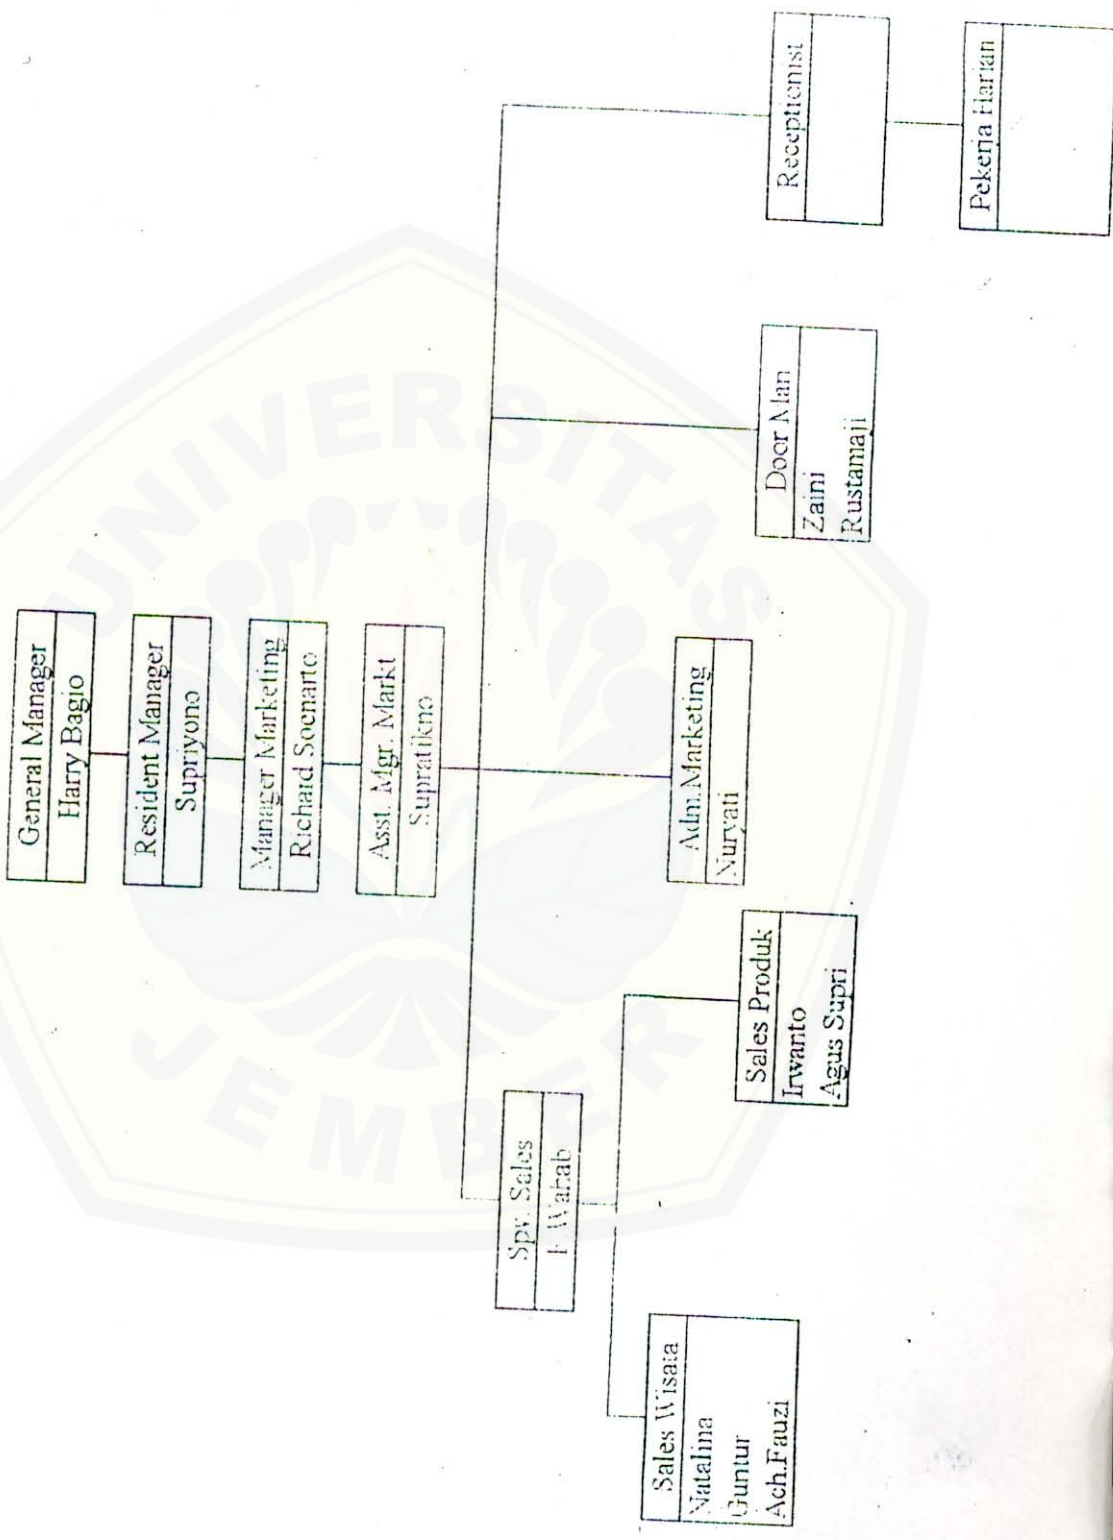 General Manager
Harry Bagio
Resident Manager
Supriyono
Manager Marketing
Richard Soenarto
Asst. Mgr. Markt
Supratikno
Spv. Sales
Sales Wisata
Natalina
Guntur
Ach.Fauzi
Sales Produk
Irwanto
Agus Supri
Adm.Marketing
Nuryati
Door Man
Zaini
Rustamaji
Receptionist
Pekerja Harian
UNIVERSITAS
JEMBER